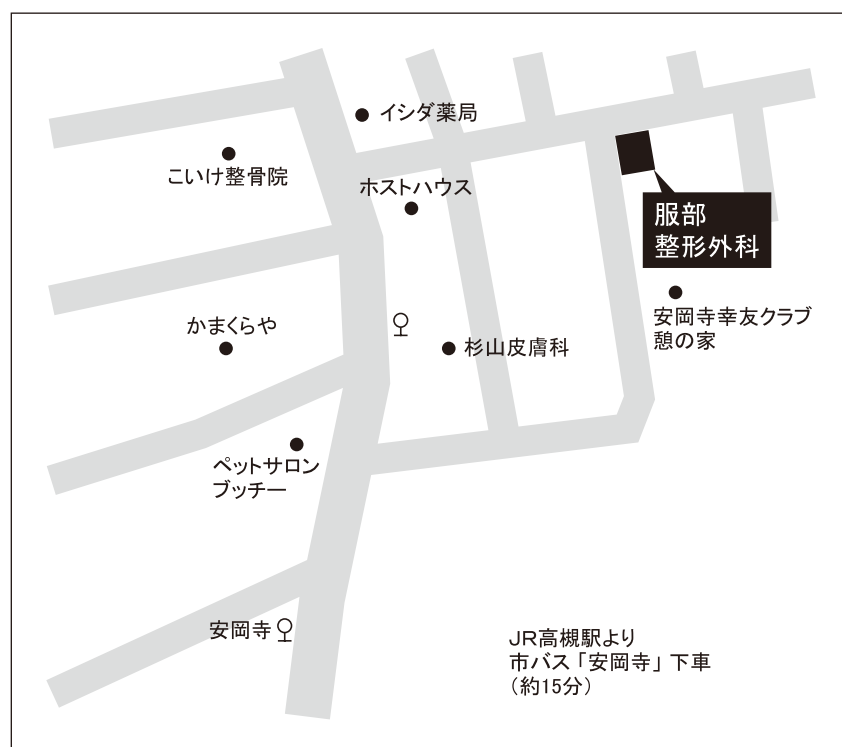 イシダ薬局
こいけ整骨院
ホストハウス
服部
整形外科
安岡寺幸友クラブ
憩の家
かまくらや
杉山皮膚科
ペットサロン
ブッチー
安岡寺
JR高槻駅より
市バス「安岡寺」下車
(約15分)